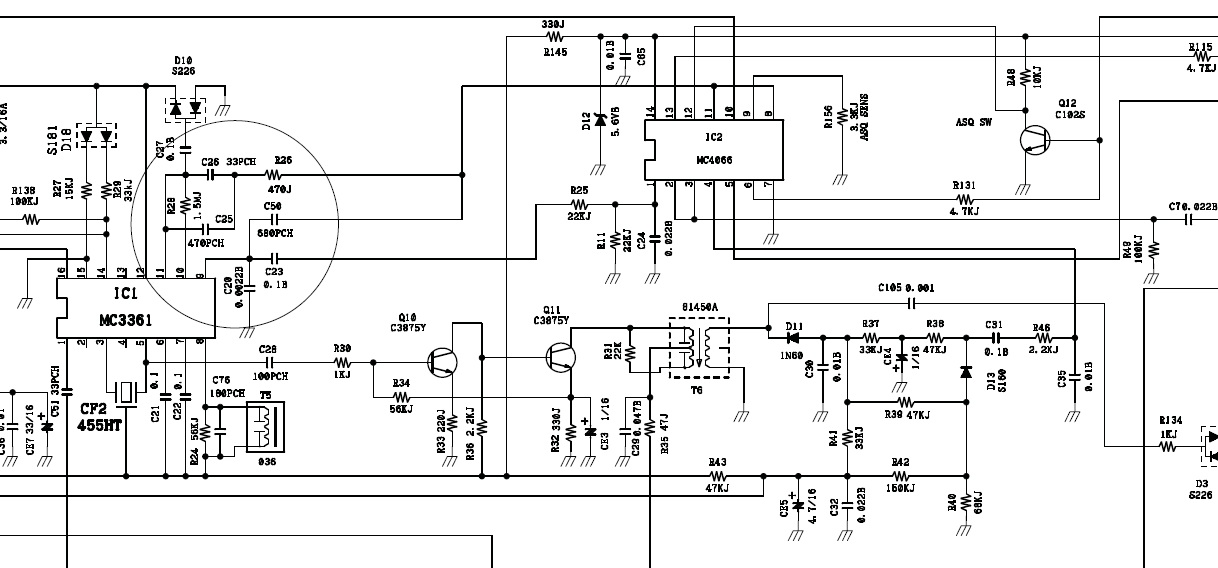 330J
R145
0.01B
C65
D12
5.6VB
D10
S226
3.3/16A
S181
D18
R138
100KJ
R27
15KJ
R29
33kJ
C27
0.1B
C26 33PCH
R26
470J
R28
1.5MJ
C25
470PCH
C50
680PCH
C23
0.1B
C20
0.0022B
16 15 14 13 12 11 10 9
IC1
MC3361
1 2 3 4 5 6 7 8
14 13 12 11 10 9 8
IC2
MC4066
1 2 3 4 5 6 7
R156
3.3KJ
ASQ SENS
R48
10KJ
Q12
C102S
ASQ SW
R115
4.7KJ
R131
4.7KJ
C70.022B
R49
100KJ
R25
22KJ
R11
22KJ
C24
0.022B
C51 33PCH
C36 0.01
CE7 33/16
CF2
455HT
C21
0.1
C22
0.1
C76
180PCH
T5
036
R24
56KJ
C28
100PCH
R30
1KJ
R34
56KJ
Q10
C3875Y
R33 220J
R36 2.2KJ
Q11
C3875Y
R32 330J
CE3 1/16
C29 0.047B
R35 47J
R31
22K
81450A
T6
C105 0.001
D11
1N60
C30
0.01B
R37
33KJ
CE4
1/16
R38
47KJ
C31
0.1B
R46
2.2KJ
D13
S160
C35
0.01B
R39 47KJ
R41
33KJ
R43
47KJ
R42
150KJ
CE5
4.7/16
C32
0.022B
R40
68KJ
R134
1KJ
D3
S226